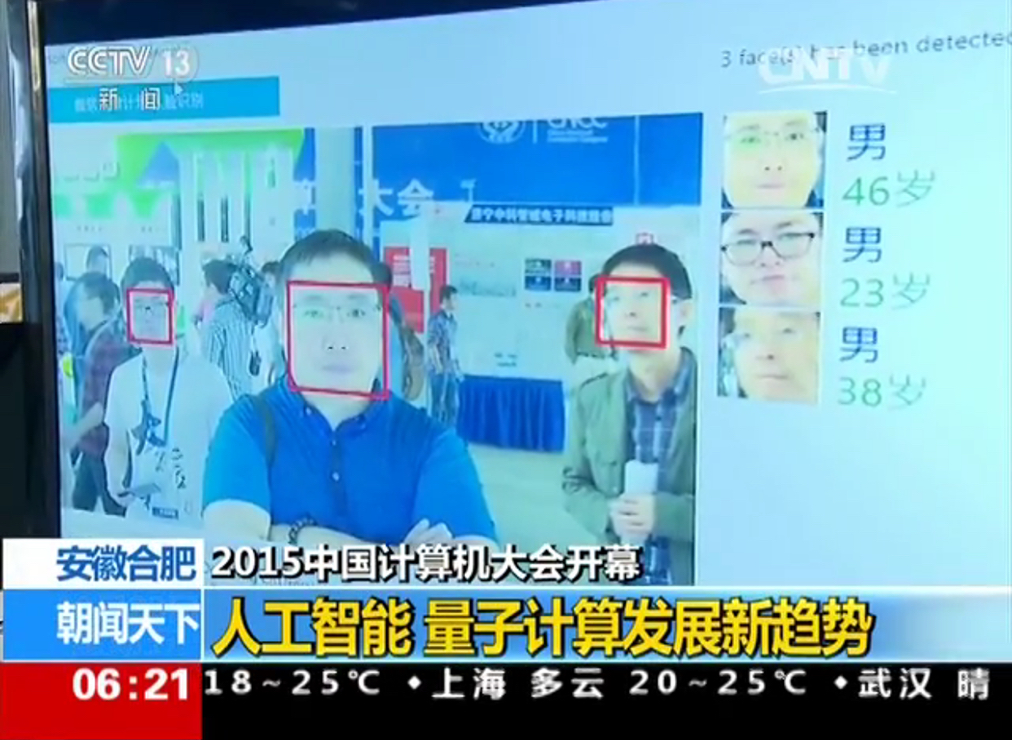 CCTV 13
新闻
CNTV
3 face(s) has been detected
男
46岁
男
23岁
男
38岁
大会
安徽合肥
2015中国计算机大会开幕
朝闻天下
人工智能 量子计算发展新趋势
06:21
18~25℃ ◆上海 多云 20~25℃ ◆武汉 晴